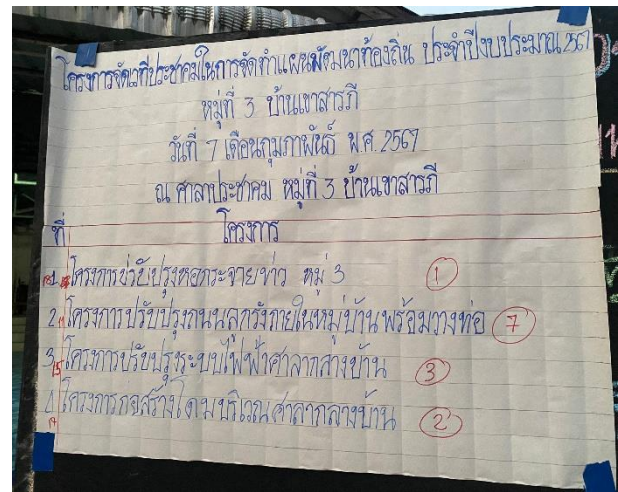 โครงการจัดเวทีประชาคมในการจัดทำแผนพัฒนาท้องถิ่น ประจำปีงบประมาณ 2567
หมู่ที่ 3 บ้านเขาสารภี
วันที่ 7 เดือนกุมภาพันธ์ พ.ศ. 2567
ณ ศาลาประชาคม หมู่ที่ 3 บ้านเขาสารภี
ที่ โครงการ
1. โครงการปรับปรุงหอกระจายข่าว หมู่ 3 1
2. โครงการปรับปรุงถนนลูกรังภายในหมู่บ้านพร้อมวางท่อ 7
3. โครงการปรับปรุงระบบไฟฟ้าศาลากลางบ้าน 3
4 โครงการก่อสร้างโดมบริเวณศาลากลางบ้าน 2